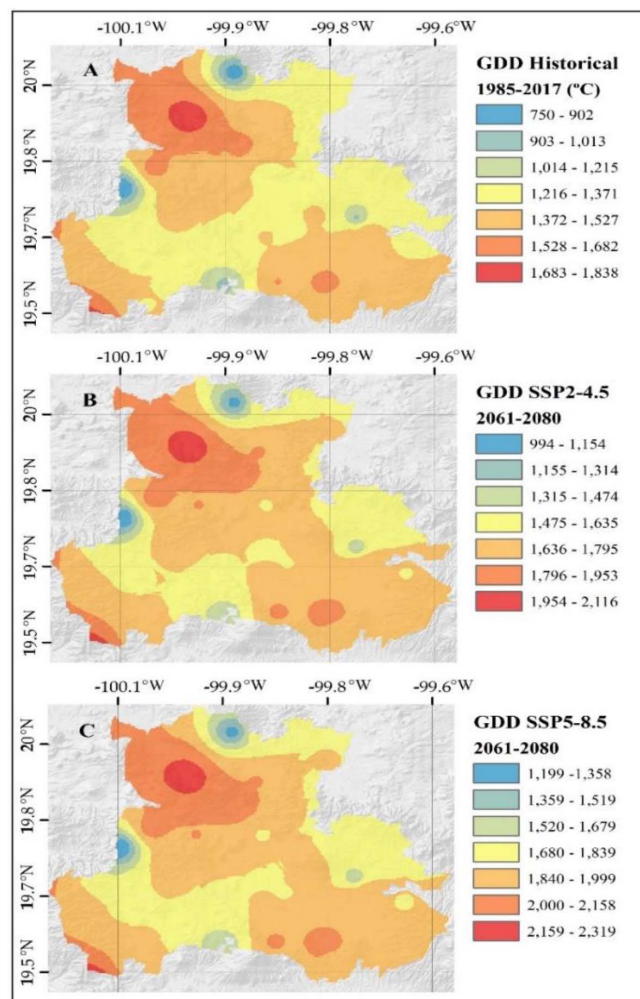 -100.1°W -99.9°W -99.8°W -99.6°W
A
20°N
19.8°N
19.7°N
19.5°N
GDD Historical
1985-2017 (ºC)
750 - 902
903 - 1,013
1,014 - 1,215
1,216 - 1,371
1,372 - 1,527
1,528 - 1,682
1,683 - 1,838
-100.1°W -99.9°W -99.8°W -99.6°W
B
20°N
19.8°N
19.7°N
19.5°N
GDD SSP2-4.5
2061-2080
994 - 1,154
1,155 - 1,314
1,315 - 1,474
1,475 - 1,635
1,636 - 1,795
1,796 - 1,953
1,954 - 2,116
-100.1°W -99.9°W -99.8°W -99.6°W
C
20°N
19.8°N
19.7°N
19.5°N
GDD SSP5-8.5
2061-2080
1,199 -1,358
1,359 - 1,519
1,520 - 1,679
1,680 - 1,839
1,840 - 1,999
2,000 - 2,158
2,159 - 2,319